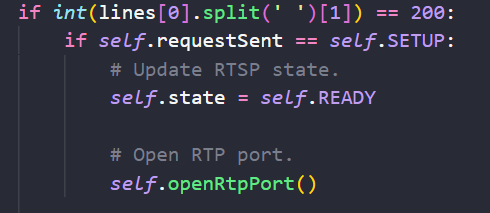 if int(lines[0].split(' ')[1]) == 200:
if self.requestSent == self.SETUP:
# Update RTSP state.
self.state = self.READY
# Open RTP port.
self.openRtpPort()